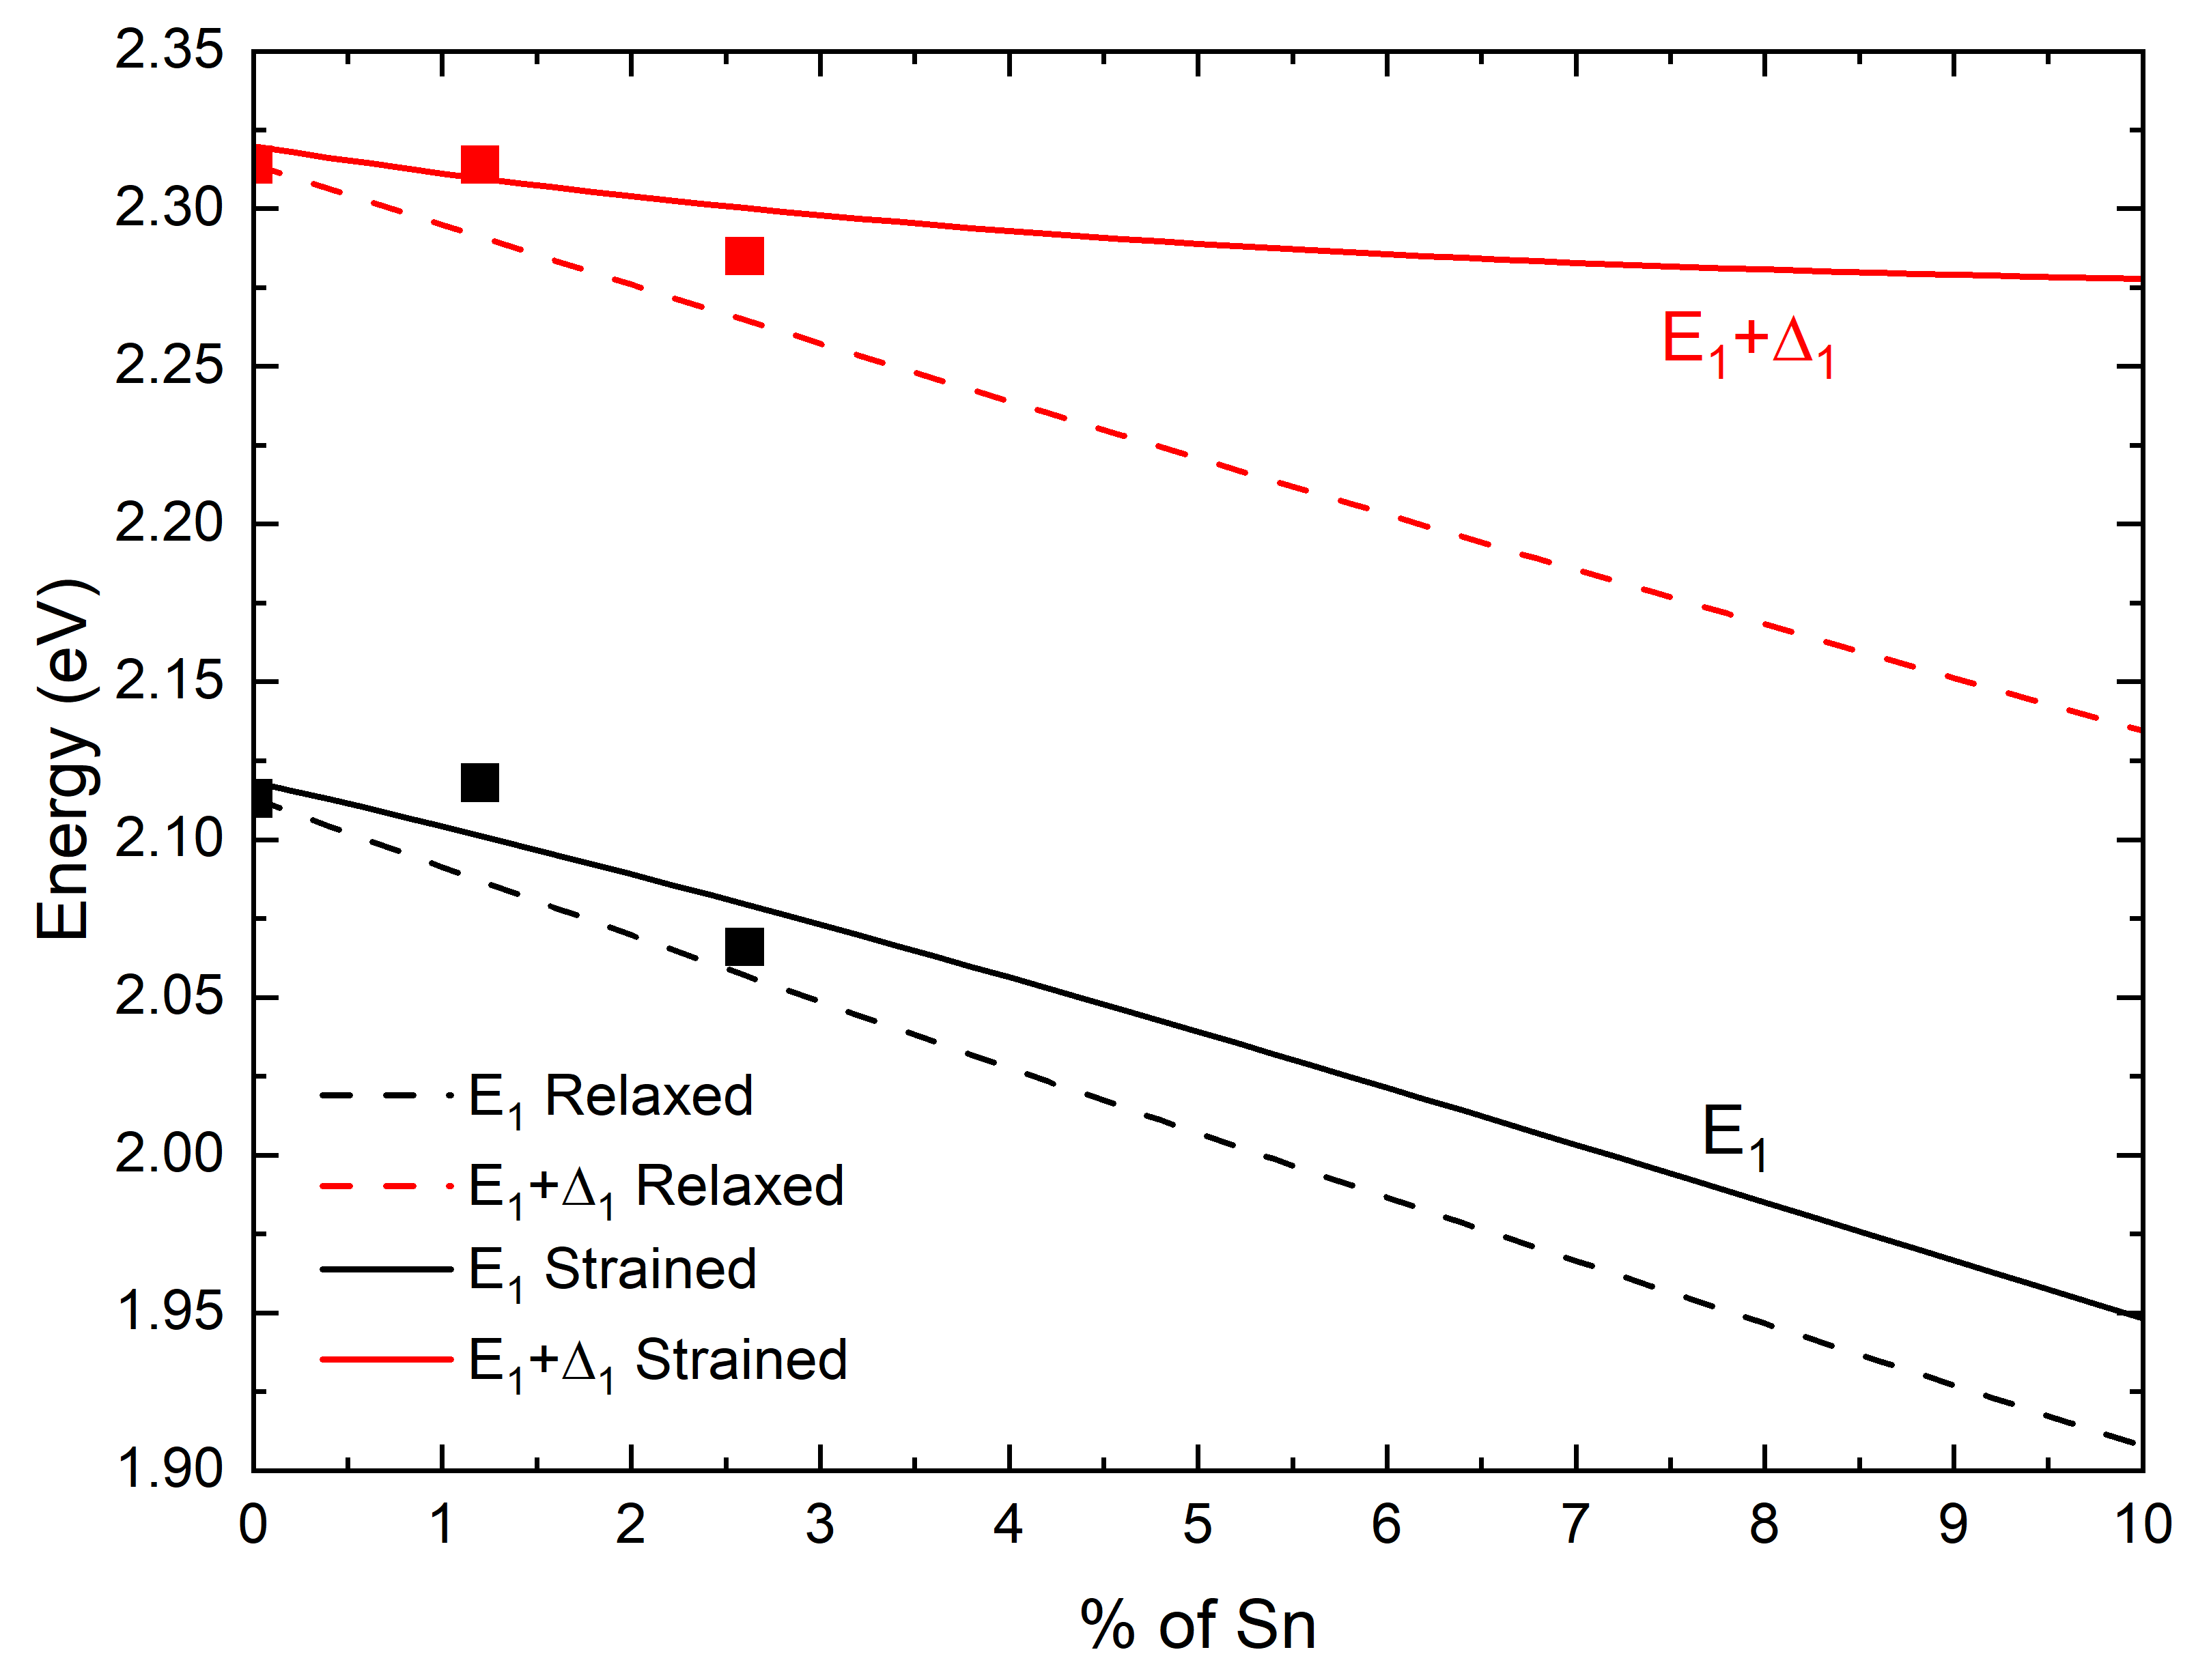 2.35
2.30
2.25
2.20
2.15
2.10
2.05
2.00
1.95
1.90
Energy (eV)
E₁+Δ₁
E₁
E₁ Relaxed
E₁+Δ₁ Relaxed
E₁ Strained
E₁+Δ₁ Strained
0 1 2 3 4 5 6 7 8 9 10
% of Sn